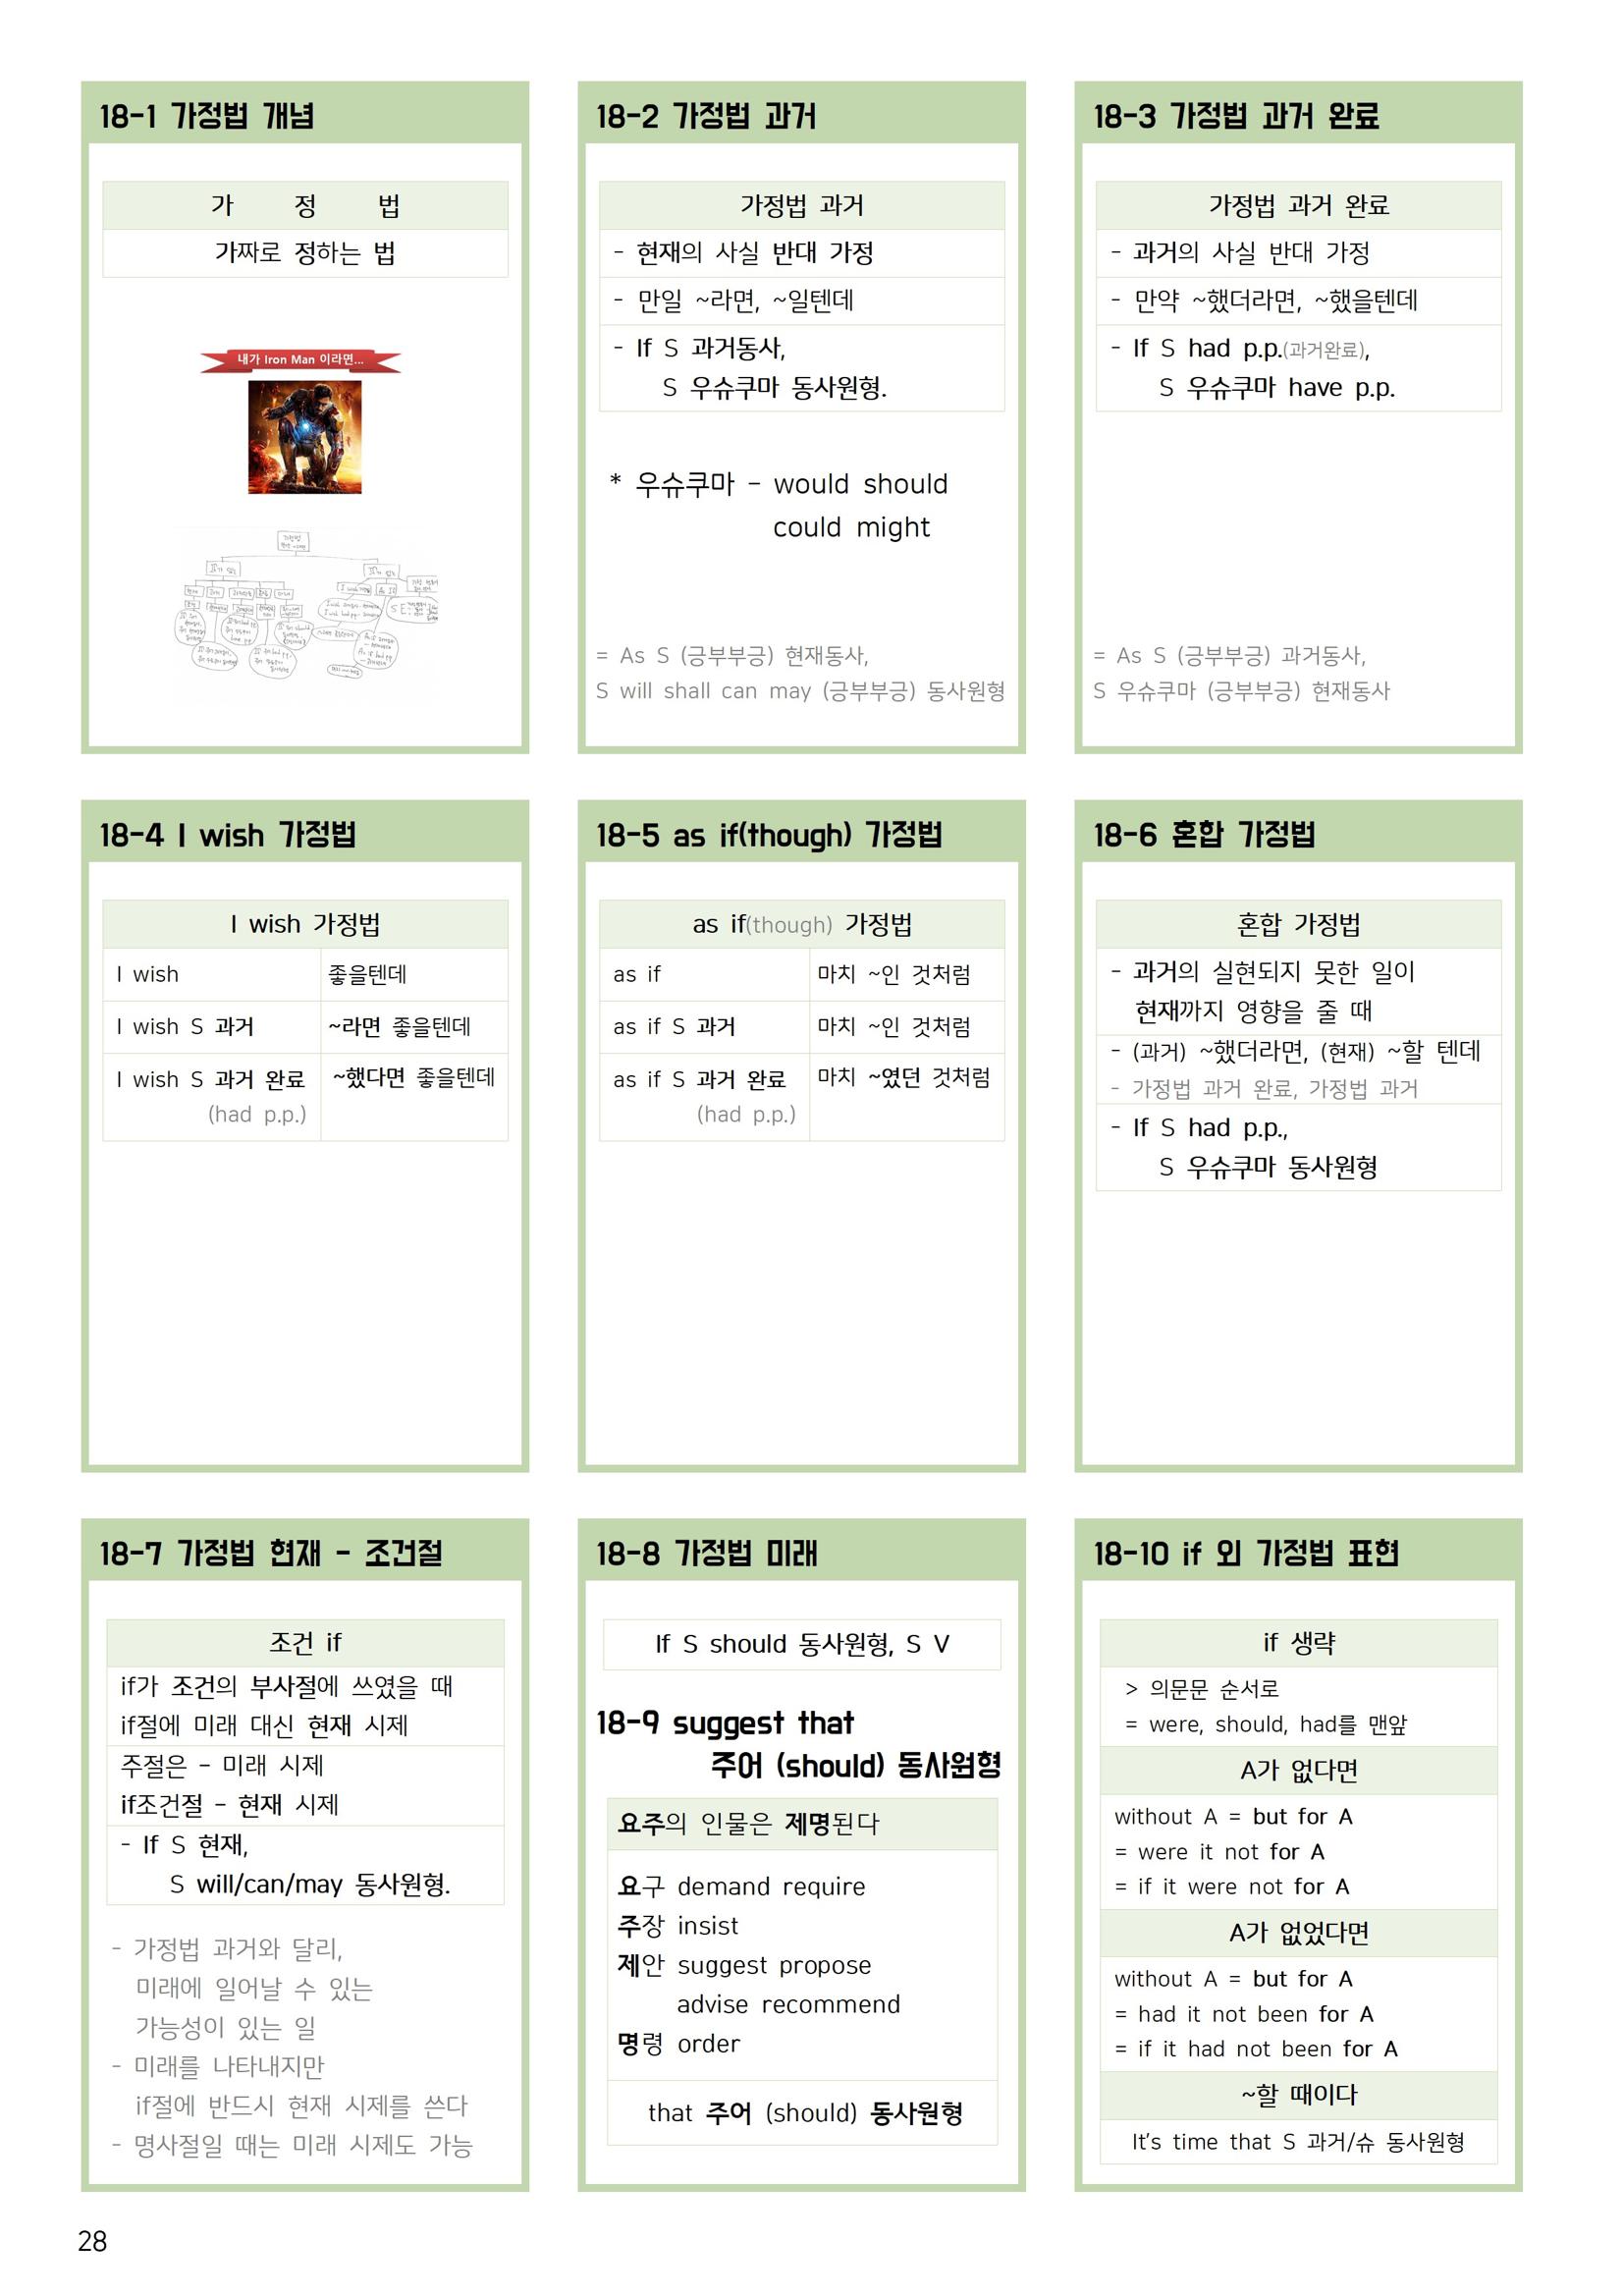 18-1 가정법 개념
가 정 법
가짜로 정하는 법
내가 Iron Man 이라면...
18-2 가정법 과거
가정법 과거
- 현재의 사실 반대 가정
- 만일 ~라면, ~일텐데
- If S 과거동사,
S 우슈쿠마 동사원형.
* 우슈쿠마 - would should
could might
= As S (긍부부긍) 현재동사,
S will shall can may (긍부부긍) 동사원형
18-3 가정법 과거 완료
가정법 과거 완료
- 과거의 사실 반대 가정
- 만약 ~했더라면, ~했을텐데
- If S had p.p.(과거완료),
S 우슈쿠마 have p.p.
= As S (긍부부긍) 과거동사,
S 우슈쿠마 (긍부부긍) 현재동사
18-4 I wish 가정법
I wish 가정법
I wish 좋을텐데
I wish S 과거 ~라면 좋을텐데
I wish S 과거 완료 ~했다면 좋을텐데
(had p.p.)
18-5 as if(though) 가정법
as if(though) 가정법
as if 마치 ~인 것처럼
as if S 과거 마치 ~인 것처럼
as if S 과거 완료 마치 ~였던 것처럼
(had p.p.)
18-6 혼합 가정법
혼합 가정법
- 과거의 실현되지 못한 일이
현재까지 영향을 줄 때
- (과거) ~했더라면, (현재) ~할 텐데
- 가정법 과거 완료, 가정법 과거
- If S had p.p.,
S 우슈쿠마 동사원형
18-7 가정법 현재 - 조건절
조건 if
if가 조건의 부사절에 쓰였을 때
if절에 미래 대신 현재 시제
주절은 - 미래 시제
if조건절 - 현재 시제
- If S 현재,
S will/can/may 동사원형.
- 가정법 과거와 달리,
미래에 일어날 수 있는
가능성이 있는 일
- 미래를 나타내지만
if절에 반드시 현재 시제를 쓴다
- 명사절일 때는 미래 시제도 가능
18-8 가정법 미래
If S should 동사원형, S V
18-9 suggest that
주어 (should) 동사원형
요주의 인물은 제명된다
요구 demand require
주장 insist
제안 suggest propose
advise recommend
명령 order
that 주어 (should) 동사원형
18-10 if 외 가정법 표현
if 생략
> 의문문 순서로
= were, should, had를 맨앞
A가 없다면
without A = but for A
= were it not for A
= if it were not for A
A가 없었다면
without A = but for A
= had it not been for A
= if it had not been for A
~할 때이다
It's time that S 과거/슈 동사원형
28